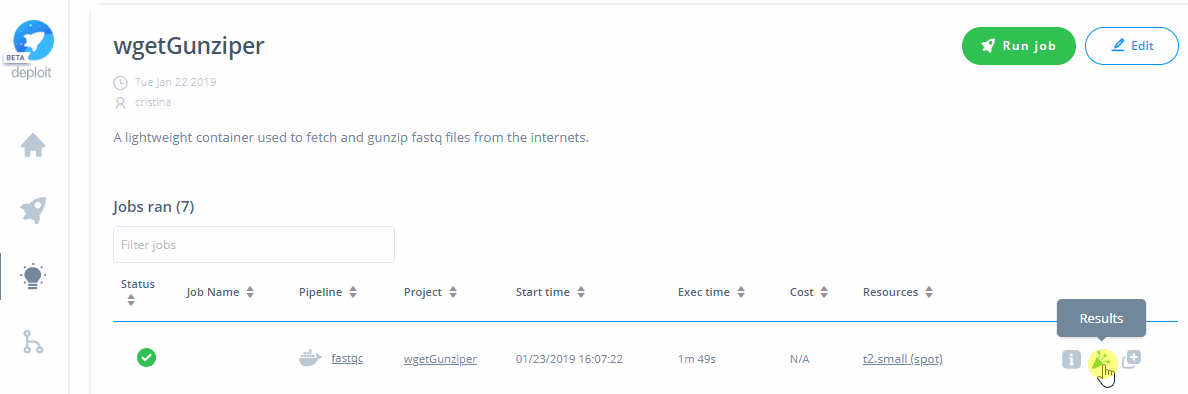 wgetGunziper
Run job
Edit
BETA
deploit
Tue Jan 22 2019
cristina
A lightweight container used to fetch and gunzip fastq files from the internets.
Jobs ran (7)
Filter jobs
Status Job Name Pipeline Project Start time Exec time Cost Resources
Results
fastqc wgetGunziper 01/23/2019 16:07:22 1m 49s N/A t2.small (spot)